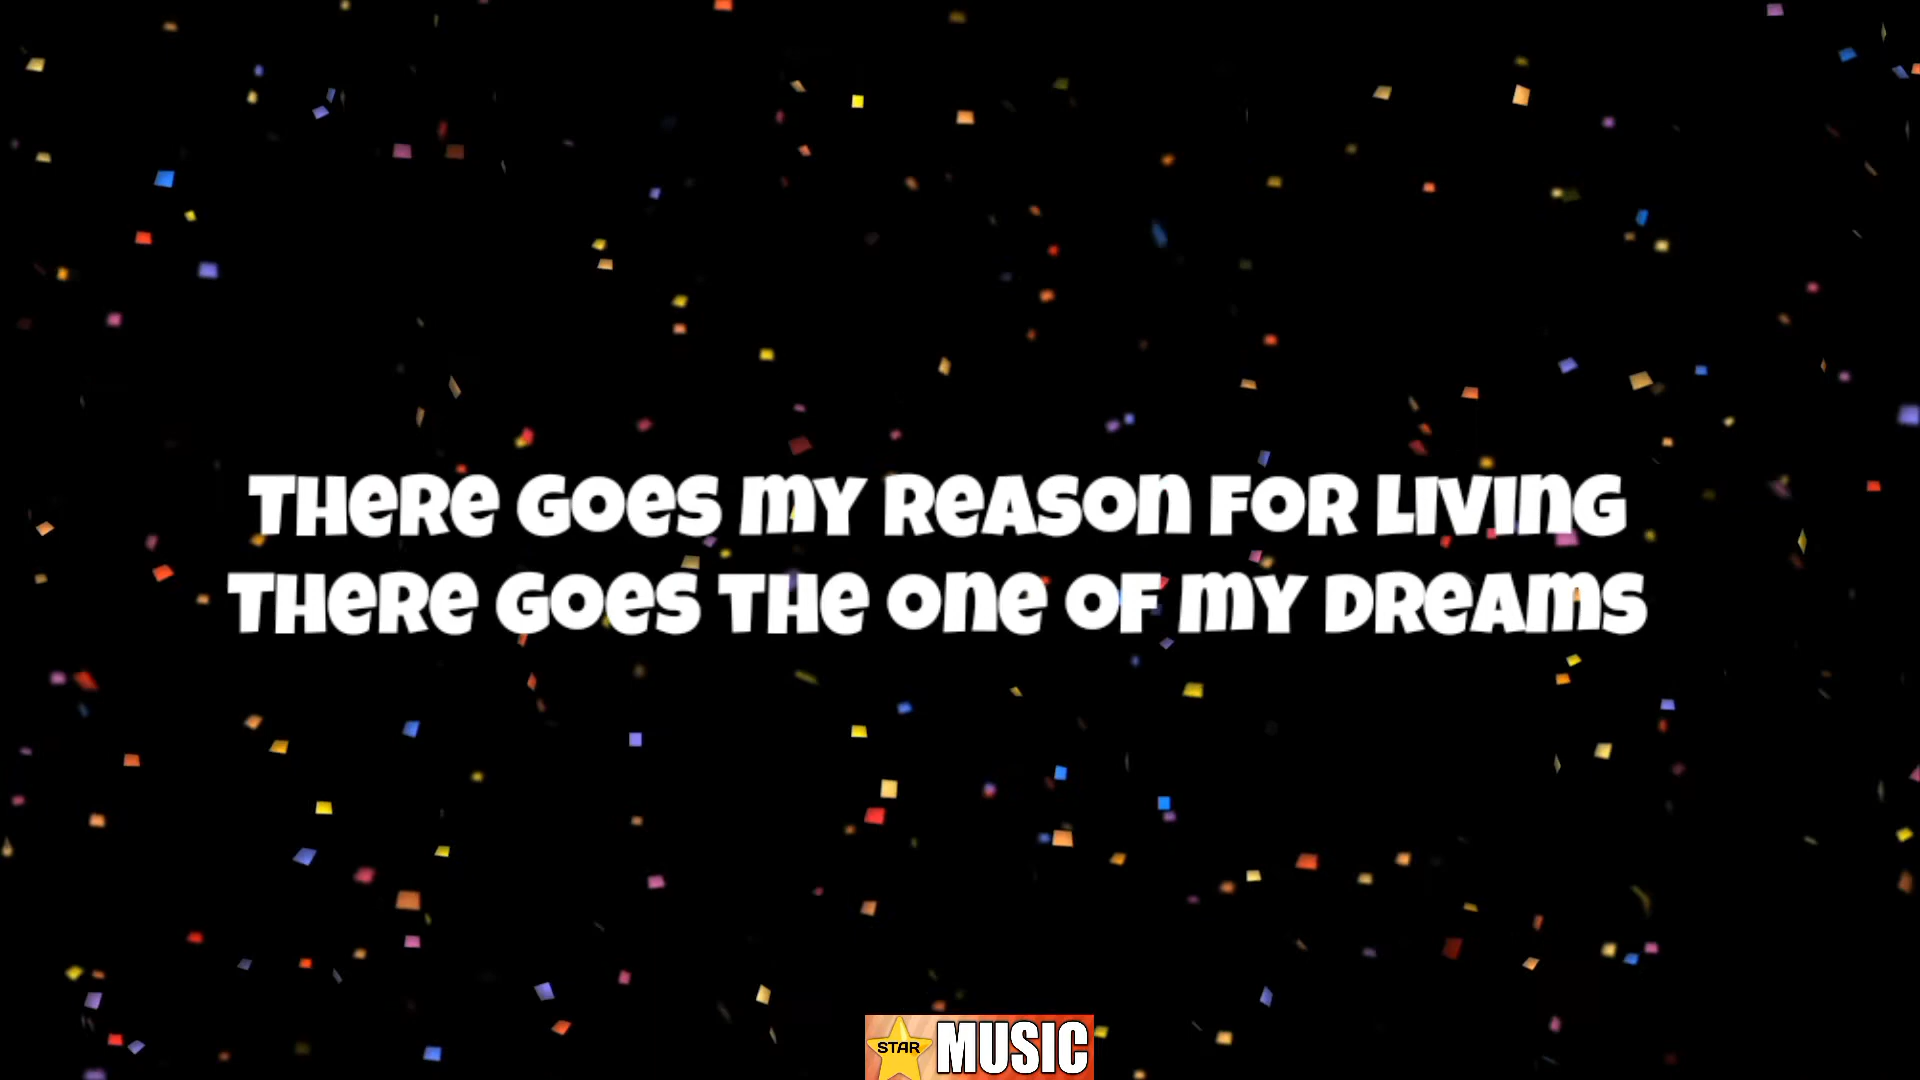 THERE GOES MY REASON FOR LIVING
THERE GOES THE ONE OF MY DREAMS
STAR MUSIC